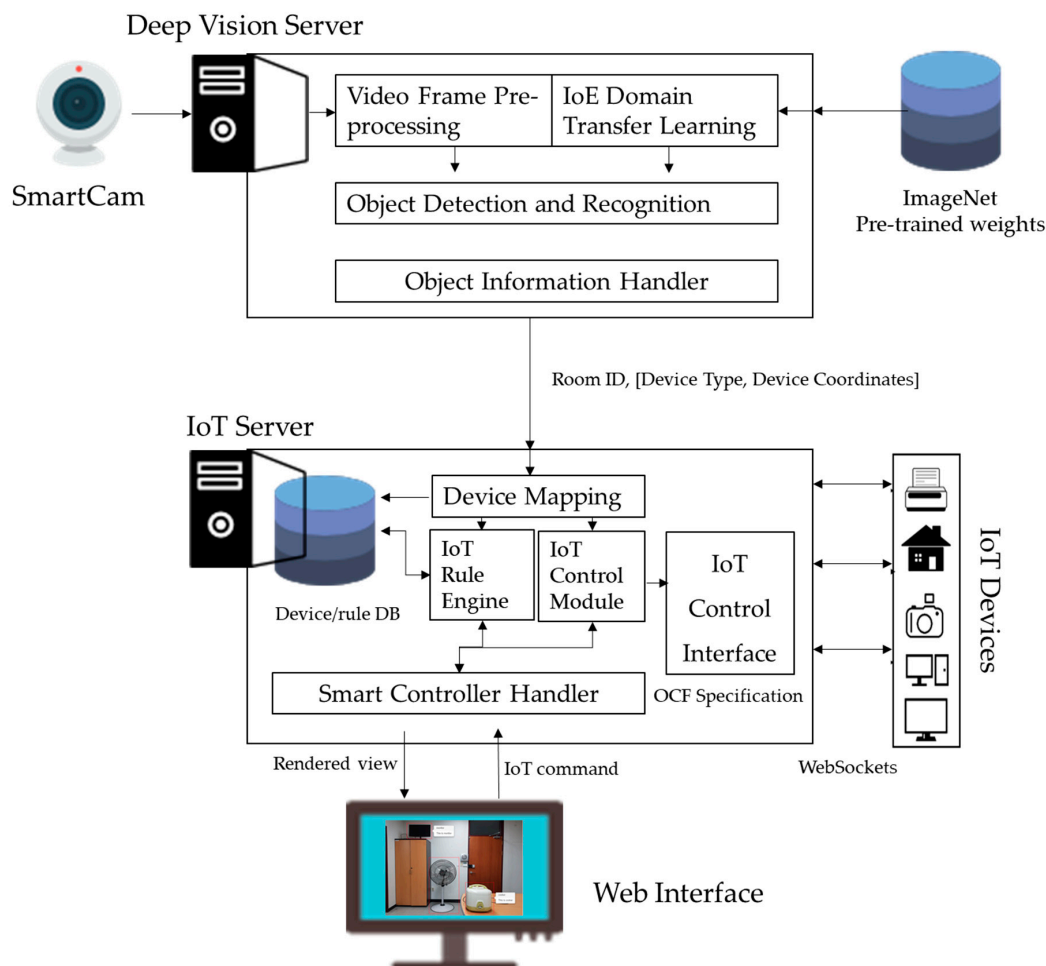 Deep Vision Server
SmartCam
Video Frame Pre-
processing
IoE Domain
Transfer Learning
Object Detection and Recognition
Object Information Handler
ImageNet
Pre-trained weights
Room ID, [Device Type, Device Coordinates]
IoT Server
Device Mapping
IoT
Rule
Engine
IoT
Control
Module
IoT
Control
Interface
Device/rule DB
Smart Controller Handler
OCF Specification
IoT Devices
Rendered view
IoT command
WebSockets
Web Interface